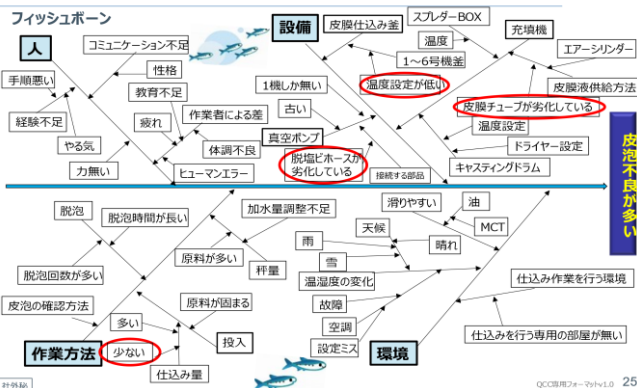 フィッシュボーン
人
コミュニケーション不足
性格
手順悪い
教育不足
経験不足
疲れ
作業者による差
やる気
体調不良
力無い
ヒューマンエラー
設備
皮膜仕込み釜
1~6号機釜
温度設定が低い
1機しか無い
古い
真空ポンプ
脱塩ビホースが
劣化している
接続する部品
スプレダーBOX
温度
充填機
エアーシリンダー
皮膜液供給方法
皮膜チューブが劣化している
温度設定
ドライヤー設定
キャスティングドラム
皮泡不良が多い
脱泡
脱泡時間が長い
加水量調整不足
脱泡回数が多い
原料が多い
秤量
皮泡の確認方法
原料が固まる
多い
少ない
投入
仕込み量
作業方法
滑りやすい
油
MCT
天候
雨
晴れ
雪
温湿度の変化
故障
空調
設定ミス
環境
仕込み作業を行う環境
仕込みを行う専用の部屋が無い
社外秘
QCC専用フォーマットv1.0
25